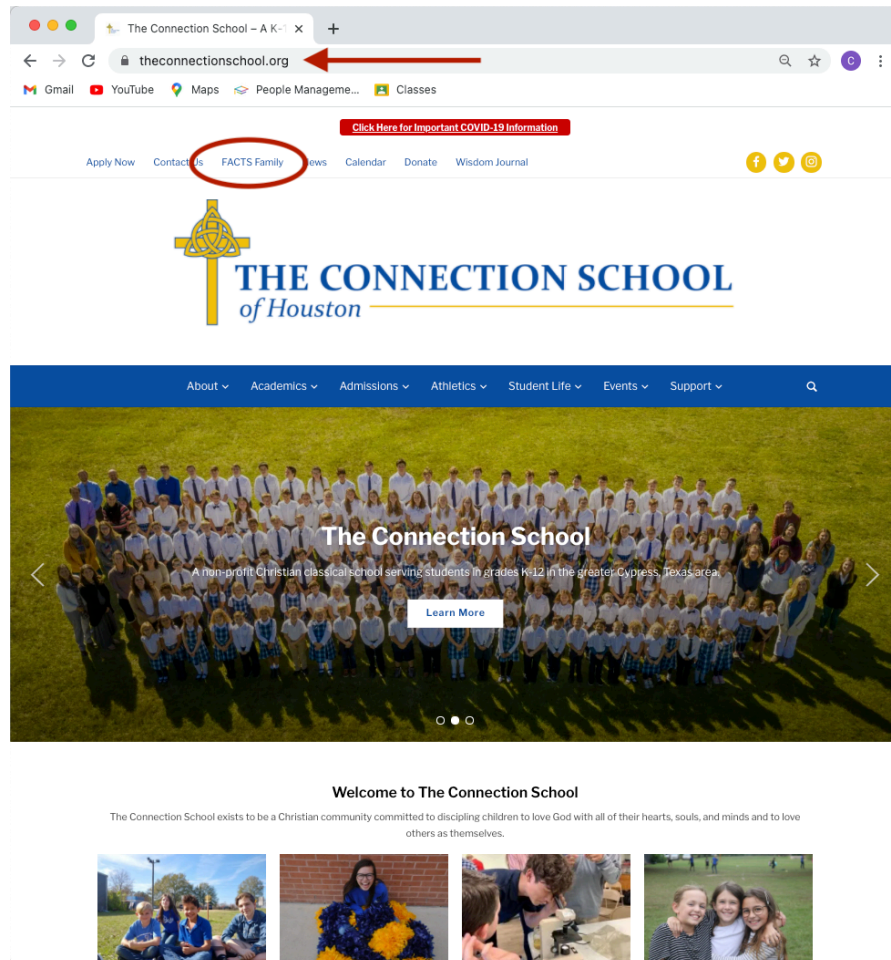 The Connection School – A K-1
theconnectionschool.org
C
Gmail YouTube Maps People Manageme... Classes
Click Here for Important COVID-19 Information
Apply Now Contact Us FACTS Family News Calendar Donate Wisdom Journal
THE CONNECTION SCHOOL
of Houston
About Academics Admissions Athletics Student Life Events Support
The Connection School
A non-profit Christian classical school serving students in grades K-12 in the greater Cypress, Texas area.
Learn More
Welcome to The Connection School
The Connection School exists to be a Christian community committed to discipling children to love God with all of their hearts, souls, and minds and to love
others as themselves.